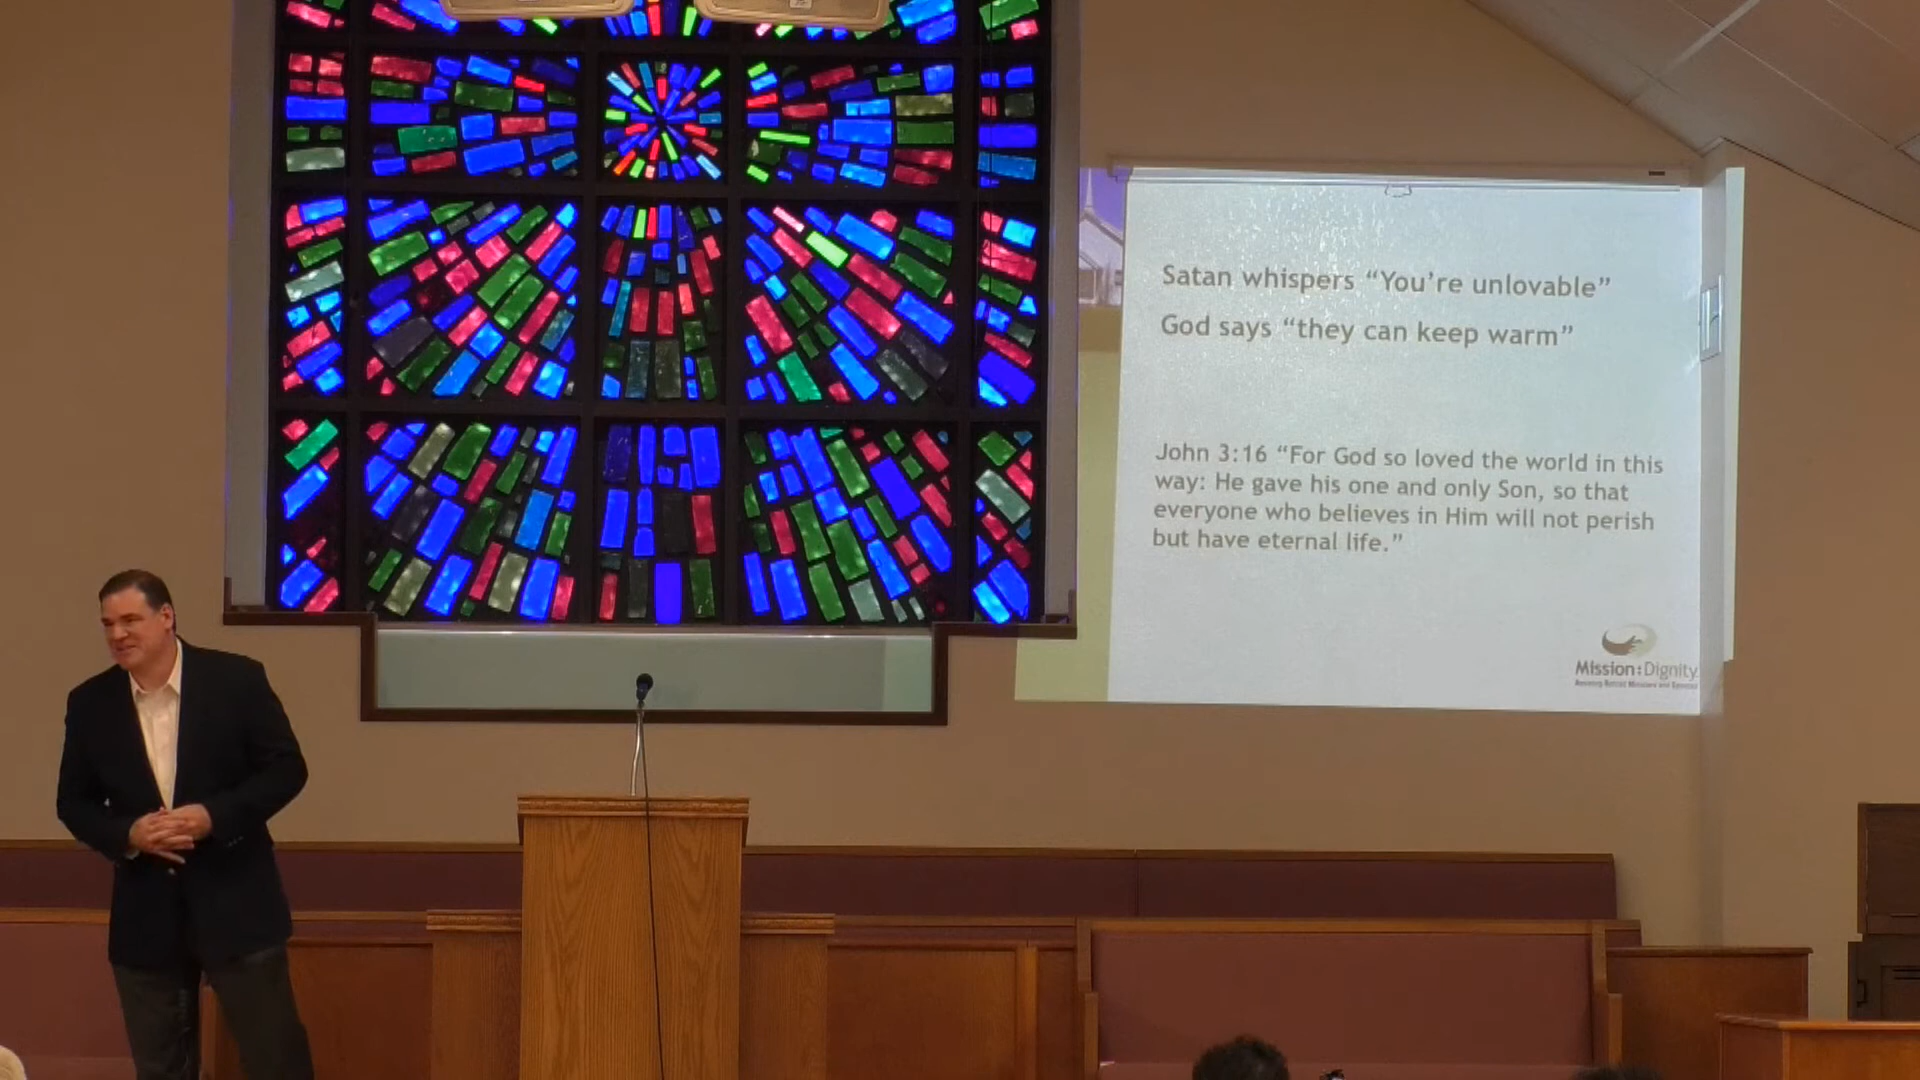 Satan whispers “You’re unlovable”
God says “they can keep warm”
John 3:16 “For God so loved the world in this
way: He gave his one and only Son, so that
everyone who believes in Him will not perish
but have eternal life.”
Mission:Dignity